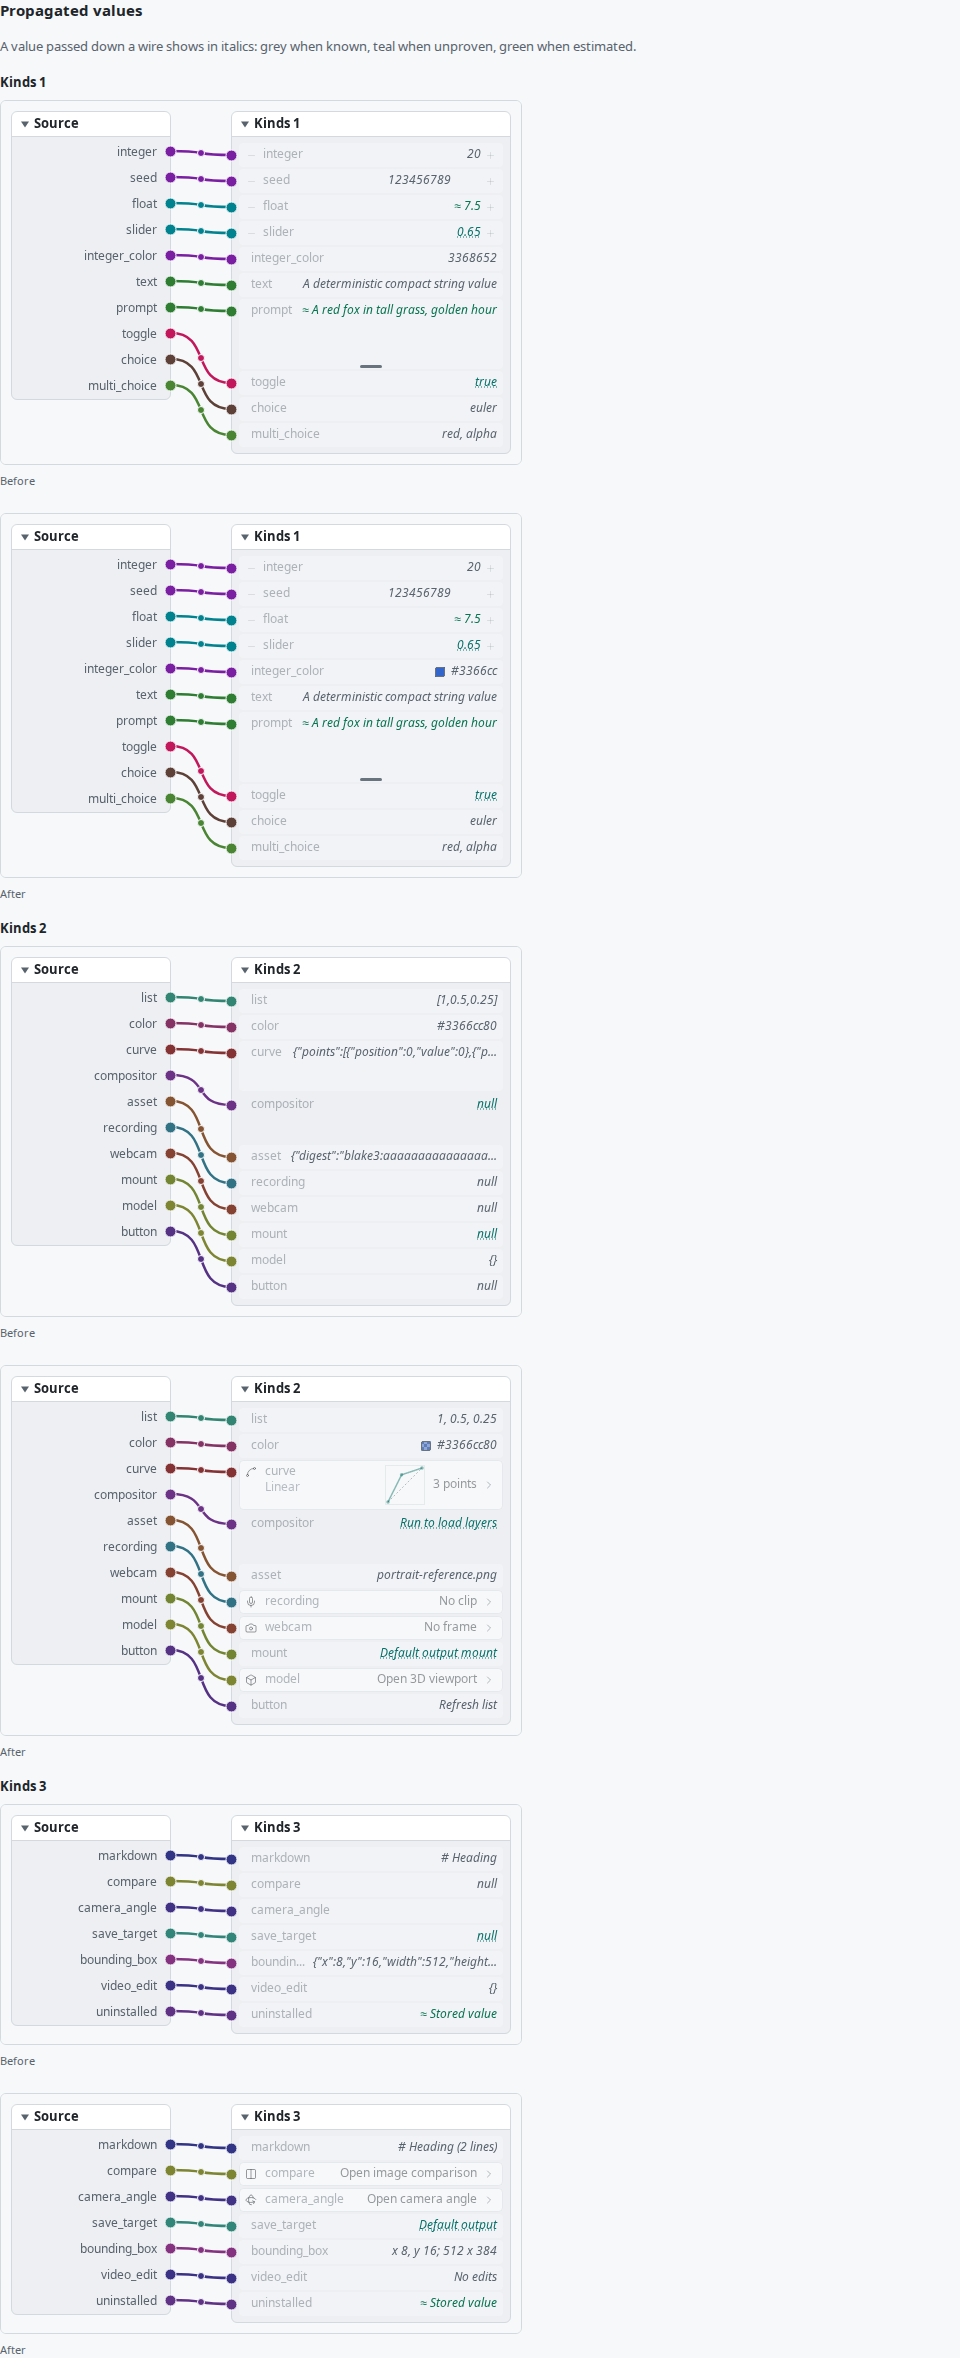 Propagated values
A value passed down a wire shows in italics: grey when known, teal when unproven, green when estimated.
Kinds 1
Source
Kinds 1
integer
integer 20
seed
seed 123456789
float
float ≈ 7.5
slider
slider 0.65
integer_color
integer_color 3368652
text
text A deterministic compact string value
prompt
prompt ≈ A red fox in tall grass, golden hour
toggle
choice
multi_choice
toggle true
choice euler
multi_choice red, alpha
Before
Source
Kinds 1
integer
integer 20
seed
seed 123456789
float
float ≈ 7.5
slider
slider 0.65
integer_color
integer_color #3366cc
text
text A deterministic compact string value
prompt
prompt ≈ A red fox in tall grass, golden hour
toggle
choice
multi_choice
toggle true
choice euler
multi_choice red, alpha
After
Kinds 2
Source
Kinds 2
list
list [1,0.5,0.25]
color
color #3366cc80
curve
curve {"points":[{"position":0,"value":0},{"p...
compositor
compositor null
asset
recording
webcam
asset {"digest":"blake3:aaaaaaaaaaaaaaa...
mount
recording null
model
webcam null
button
mount null
model {}
button null
Before
Source
Kinds 2
list
list 1, 0.5, 0.25
color
color #3366cc80
curve
curve
Linear
3 points
compositor
compositor Run to load layers
asset
recording
webcam
asset portrait-reference.png
mount
recording No clip
model
webcam No frame
button
mount Default output mount
model Open 3D viewport
button Refresh list
After
Kinds 3
Source
Kinds 3
markdown
markdown # Heading
compare
compare null
camera_angle
camera_angle
save_target
save_target null
bounding_box
boundin... {"x":8,"y":16,"width":512,"height...
video_edit
video_edit {}
uninstalled
uninstalled ≈ Stored value
Before
Source
Kinds 3
markdown
markdown # Heading (2 lines)
compare
compare Open image comparison
camera_angle
camera_angle Open camera angle
save_target
save_target Default output
bounding_box
bounding_box x 8, y 16; 512 x 384
video_edit
video_edit No edits
uninstalled
uninstalled ≈ Stored value
After